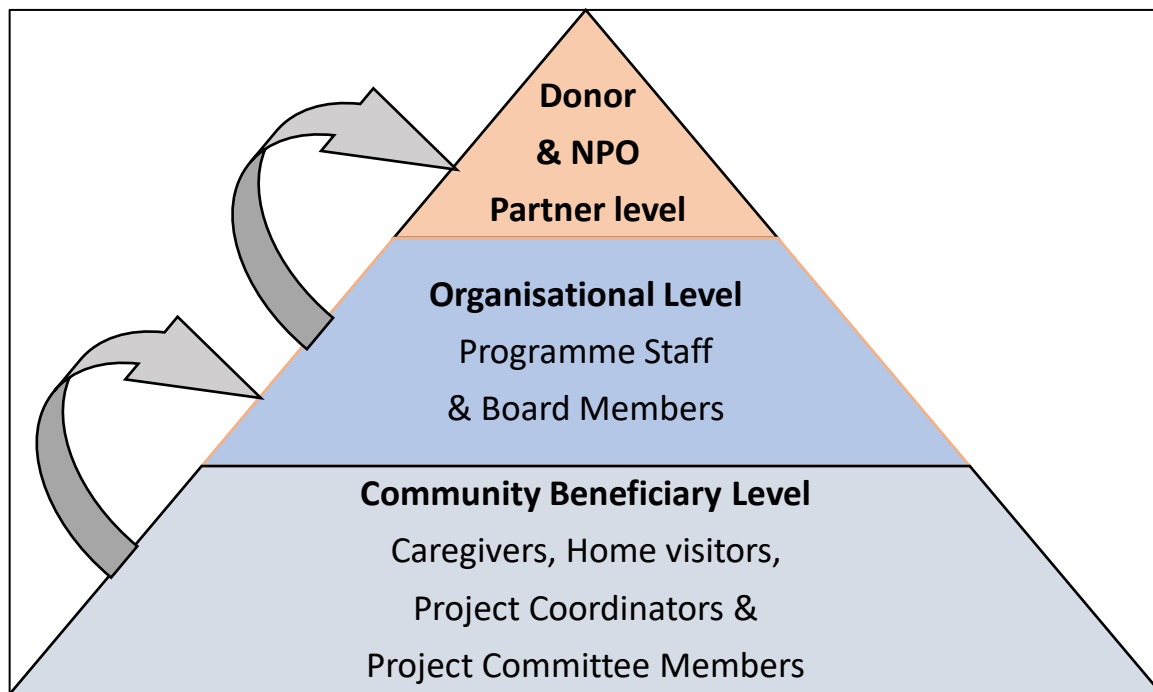 Donor
& NPO
Partner level
Organisational Level
Programme Staff
& Board Members
Community Beneficiary Level
Caregivers, Home visitors,
Project Coordinators &
Project Committee Members